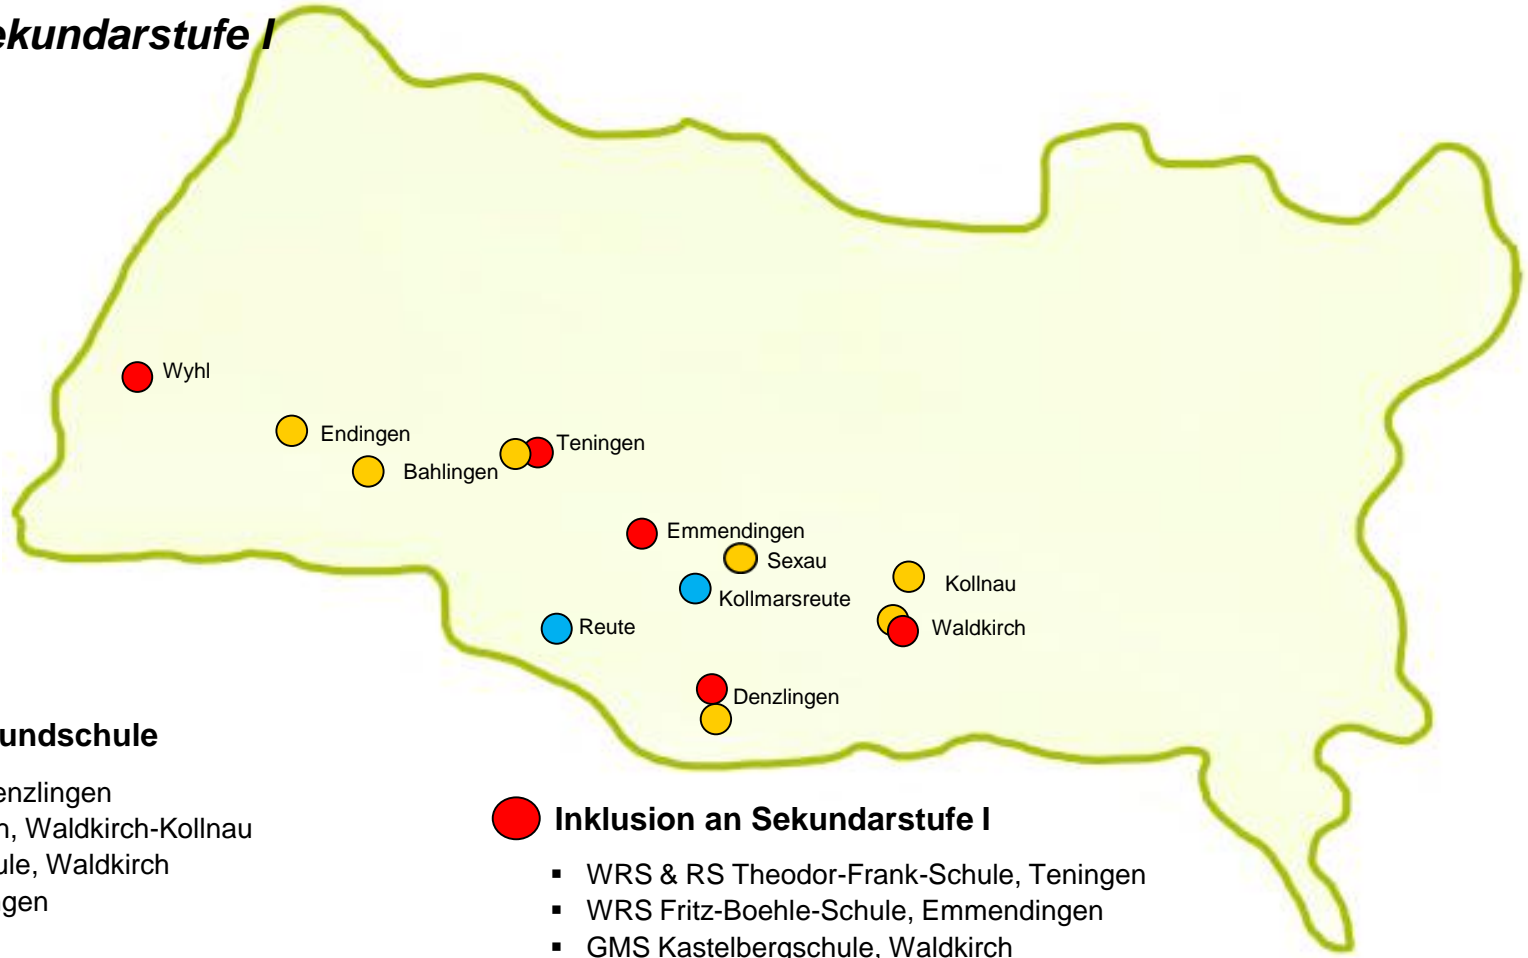 ekundarstufe I
Wyhl
Endingen
Teningen
Bahlingen
Emmendingen
Sexau
Kollnau
Kollmarsreute
Reute
Waldkirch
Denzlingen
undschule
enzlingen
n, Waldkirch-Kollnau
ule, Waldkirch
gen
Inklusion an Sekundarstufe I
▪ WRS & RS Theodor-Frank-Schule, Teningen
▪ WRS Fritz-Boehle-Schule, Emmendingen
▪ GMS Kastelbergschule, Waldkirch